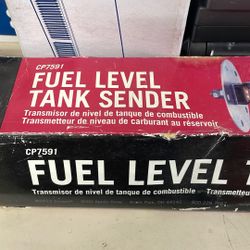 CP7591
FUEL LEVEL
TANK SENDER
Transmisor de nivel de tanque de combustible
Transmetteur de niveau de carburant au réservoir
CP7591
FUEL LEVEL T
Transmisor de nivel de tanque de combustible Transmetteur